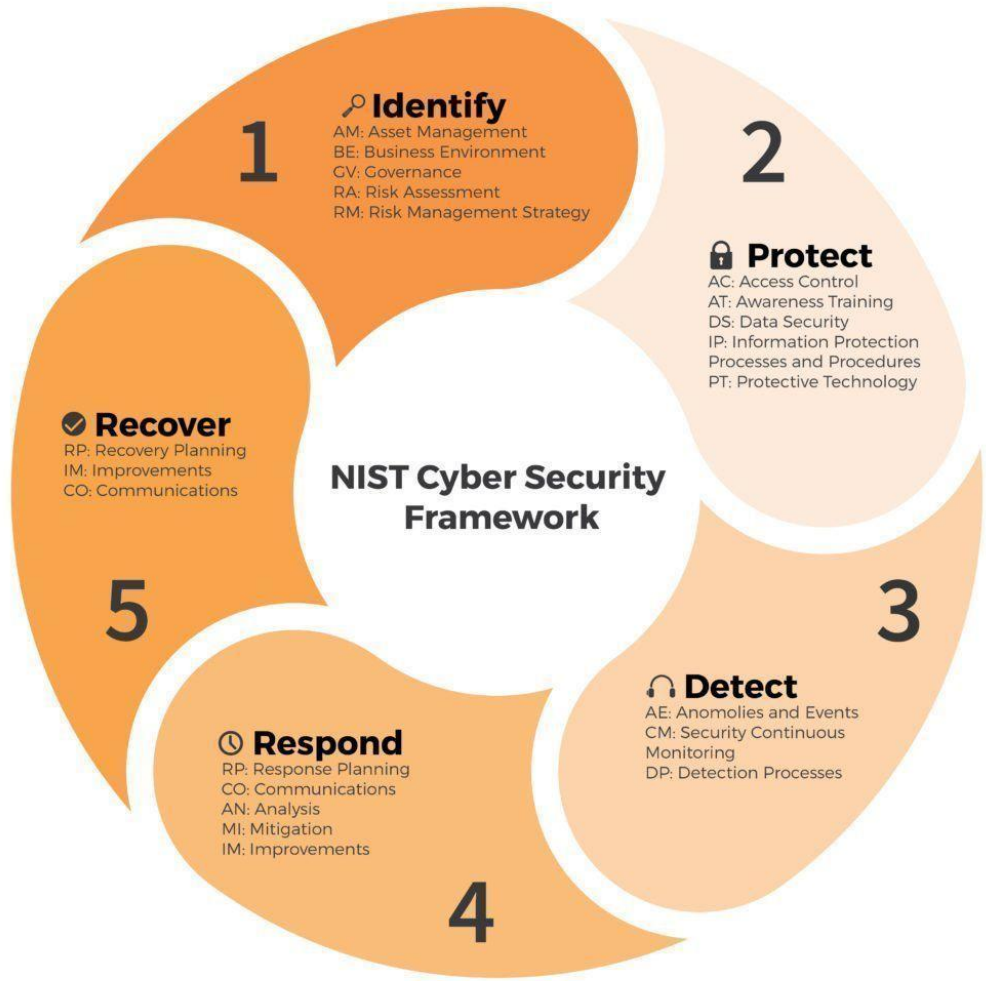 1
Identify
AM: Asset Management
BE: Business Environment
GV: Governance
RA: Risk Assessment
RM: Risk Management Strategy
2
Protect
AC: Access Control
AT: Awareness Training
DS: Data Security
IP: Information Protection
Processes and Procedures
PT: Protective Technology
3
Detect
AE: Anomolies and Events
CM: Security Continuous
Monitoring
DP: Detection Processes
4
Respond
RP: Response Planning
CO: Communications
AN: Analysis
MI: Mitigation
IM: Improvements
5
Recover
RP: Recovery Planning
IM: Improvements
CO: Communications
NIST Cyber Security
Framework